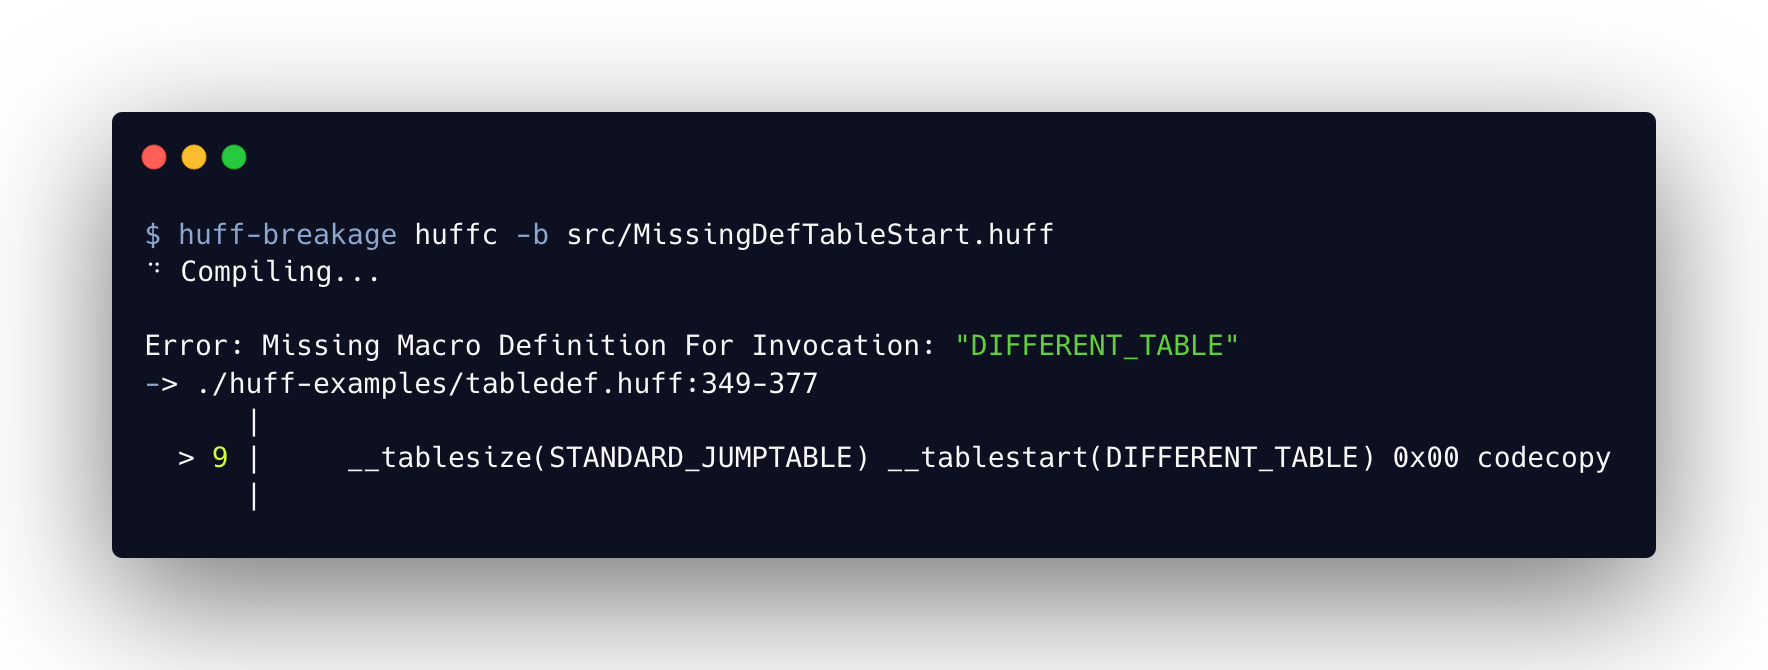 $ huff-breakage huffc -b src/MissingDefTableStart.huff
⠙ Compiling...
Error: Missing Macro Definition For Invocation: "DIFFERENT_TABLE"
-> ./huff-examples/tabledef.huff:349-377
|
> 9 |     __tablesize(STANDARD_JUMPTABLE) __tablestart(DIFFERENT_TABLE) 0x00 codecopy
|